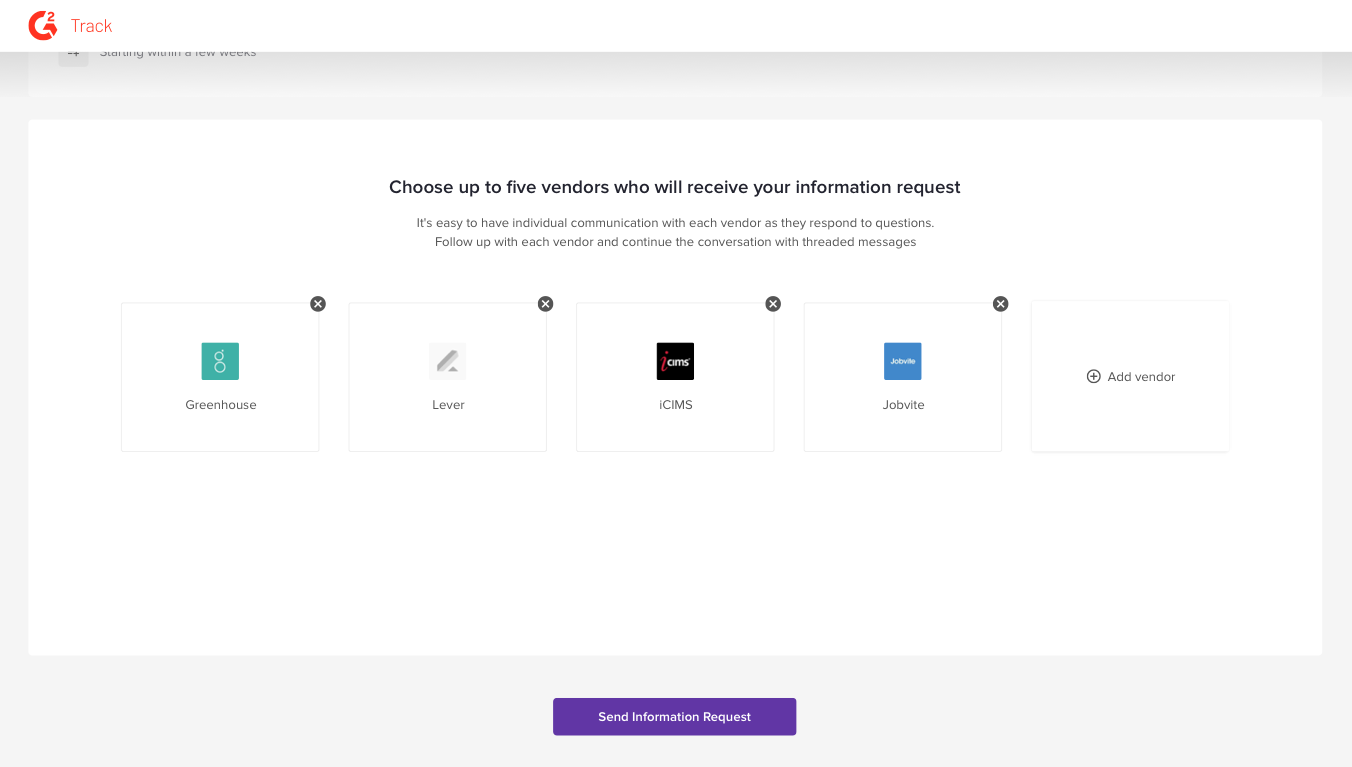 G2 Track
Starting within a few weeks
Choose up to five vendors who will receive your information request
It's easy to have individual communication with each vendor as they respond to questions.
Follow up with each vendor and continue the conversation with threaded messages
iCIMS
Jobvite
Greenhouse
Lever
iCIMS
Jobvite
Add vendor
Send Information Request